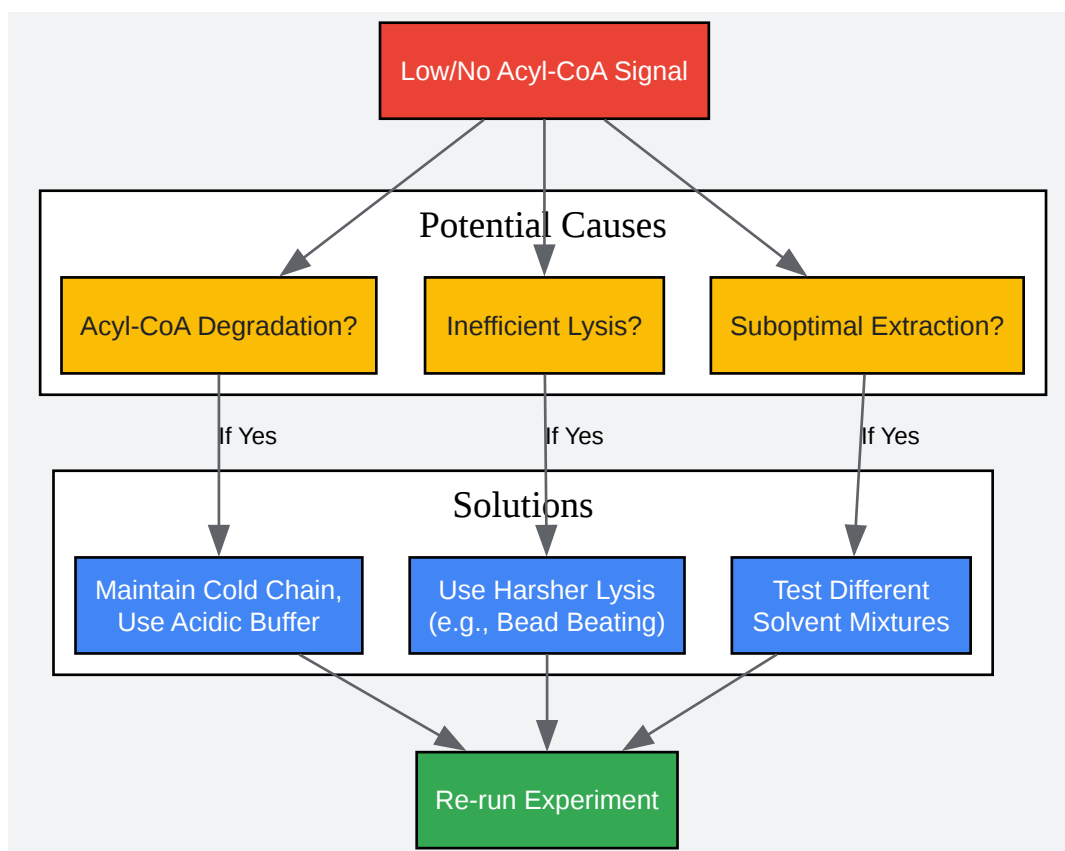 Low/No Acyl-CoA Signal
Potential Causes
Acyl-CoA Degradation?
Inefficient Lysis?
Suboptimal Extraction?
If Yes
If Yes
If Yes
Solutions
Maintain Cold Chain,
Use Acidic Buffer
Use Harsher Lysis
(e.g., Bead Beating)
Test Different
Solvent Mixtures
Re-run Experiment